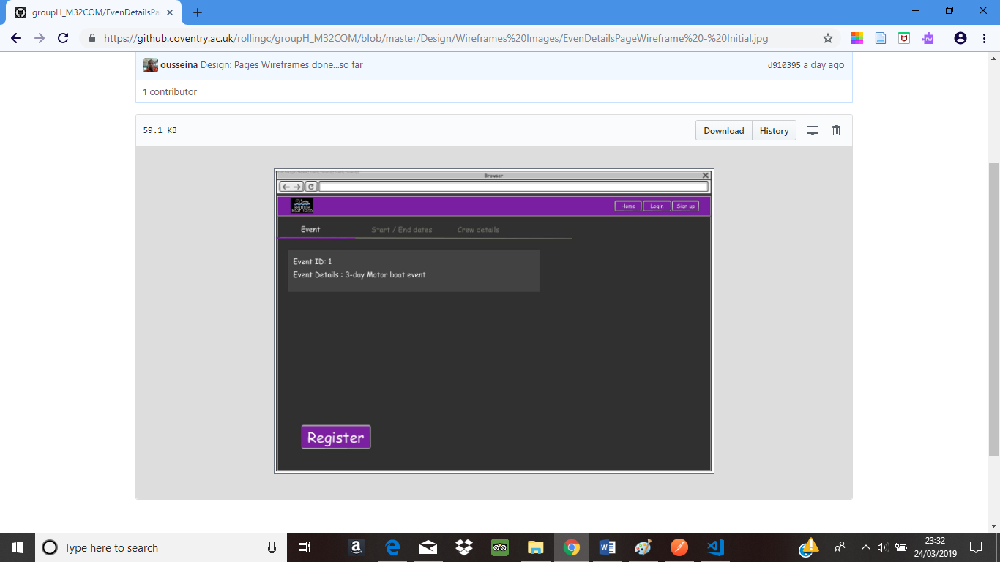 groupH_M32COM/EvenDetailsPa
https://github.coventry.ac.uk/rollingc/groupH_M32COM/blob/master/Design/Wireframes%20Images/EvenDetailsPageWireframe%20-%20Initial.jpg
ousseina Design: Pages Wireframes done...so far
d910395 a day ago
1 contributor
59.1 KB
Download
History
Browser
Remote
Boat Race
Home
Login
Sign up
Event
Start / End dates
Crew details
Event ID: 1
Event Details : 3-day Motor boat event
Register
Type here to search
23:32
24/03/2019